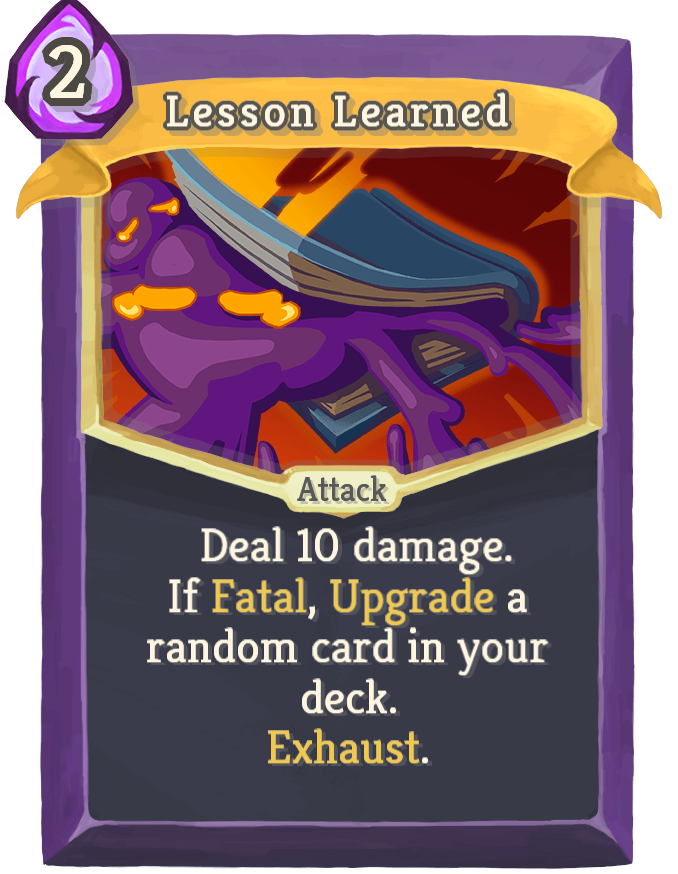 2
Lesson Learned
Attack
Deal 10 damage.
If Fatal, Upgrade a
random card in your
deck.
Exhaust.